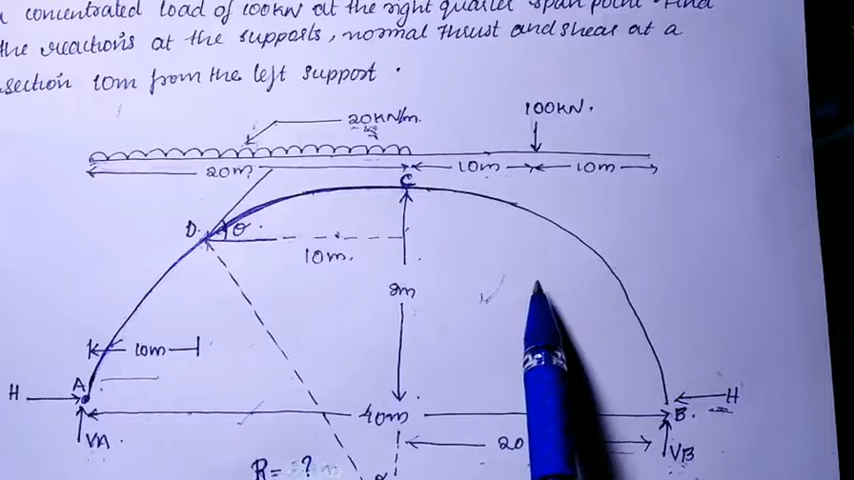 a concentrated load of 100KN at the right quarter span point. Find
the reactions at the supports, normal thrust and shear at a
section 10m from the left support.
20KN/m.
100KN.
20m
10m
10m
C
D.
θ.
10m.
8m
10m
H
A
H
40m
B.
VA.
20
VB
R= ?